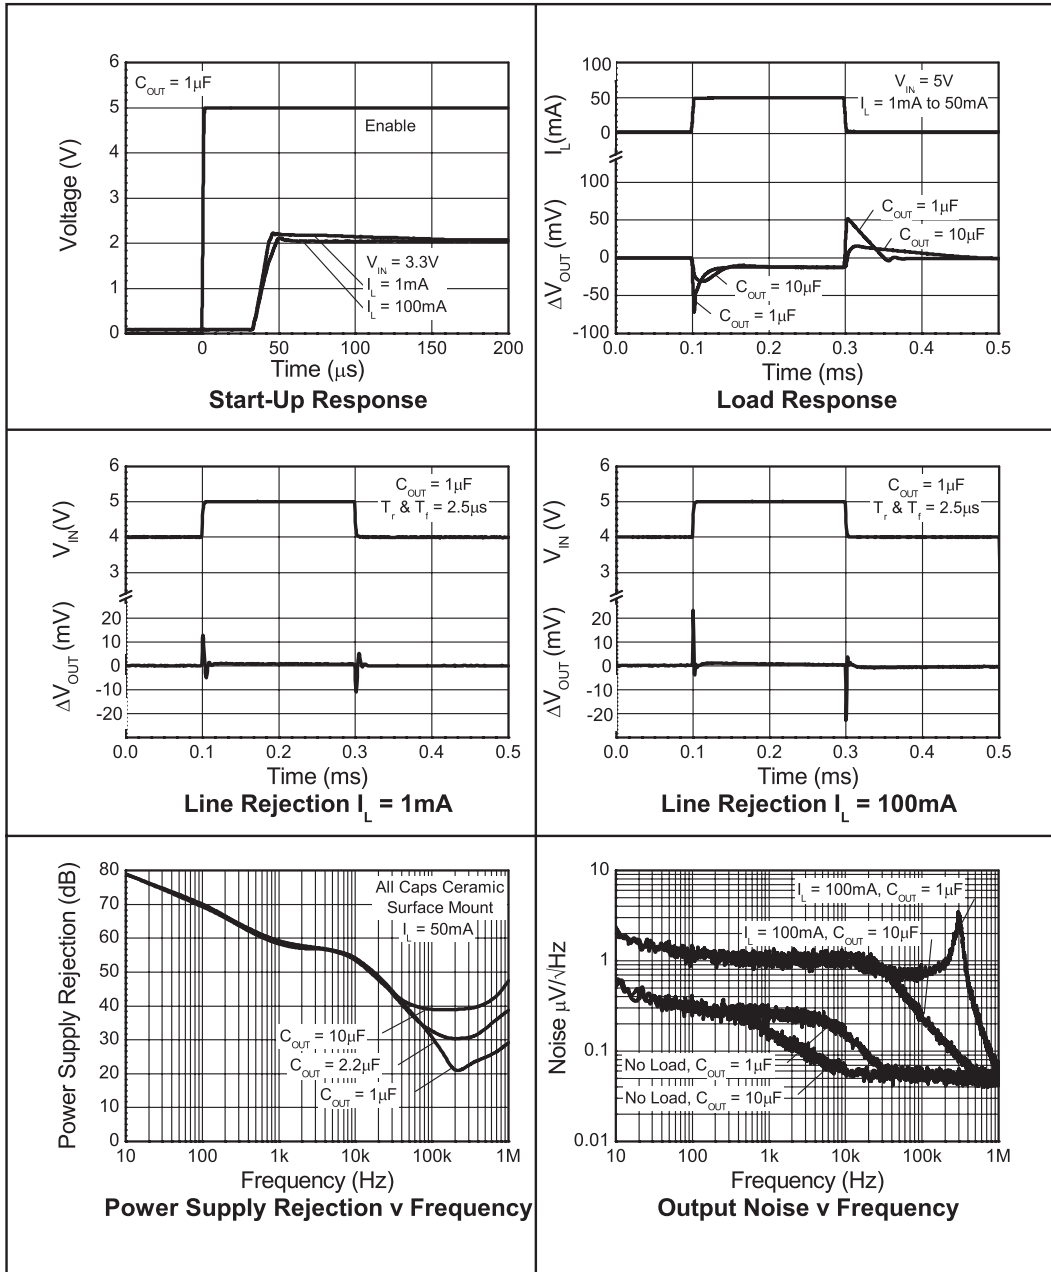 6
5
4
3
2
1
0
Voltage (V)
C_OUT = 1μF
Enable
V_IN = 3.3V
I_L = 1mA
I_L = 100mA
0 50 100 150 200
Time (μs)
Start-Up Response
100
50
0
I_L(mA)
V_IN = 5V
I_L = 1mA to 50mA
100
50
0
-50
-100
ΔV_OUT (mV)
C_OUT = 1μF
C_OUT = 10μF
C_OUT = 10μF
C_OUT = 1μF
0.0 0.1 0.2 0.3 0.4 0.5
Time (ms)
Load Response
6
5
4
3
V_IN(V)
C_OUT = 1μF
T_r & T_f = 2.5μs
20
10
0
-10
-20
ΔV_OUT (mV)
0.0 0.1 0.2 0.3 0.4 0.5
Time (ms)
Line Rejection I_L = 1mA
6
5
4
3
V_IN(V)
C_OUT = 1μF
T_r & T_f = 2.5μs
20
10
0
-10
-20
ΔV_OUT (mV)
0.0 0.1 0.2 0.3 0.4 0.5
Time (ms)
Line Rejection I_L = 100mA
80
70
60
50
40
30
20
10
0
Power Supply Rejection (dB)
All Caps Ceramic
Surface Mount
I_L = 50mA
C_OUT = 10μF
C_OUT = 2.2μF
C_OUT = 1μF
10 100 1k 10k 100k 1M
Frequency (Hz)
Power Supply Rejection v Frequency
10
1
0.1
0.01
Noise μV/√Hz
I_L = 100mA, C_OUT = 1μF
I_L = 100mA, C_OUT = 10μF
No Load, C_OUT = 1μF
No Load, C_OUT = 10μF
10 100 1k 10k 100k 1M
Frequency (Hz)
Output Noise v Frequency